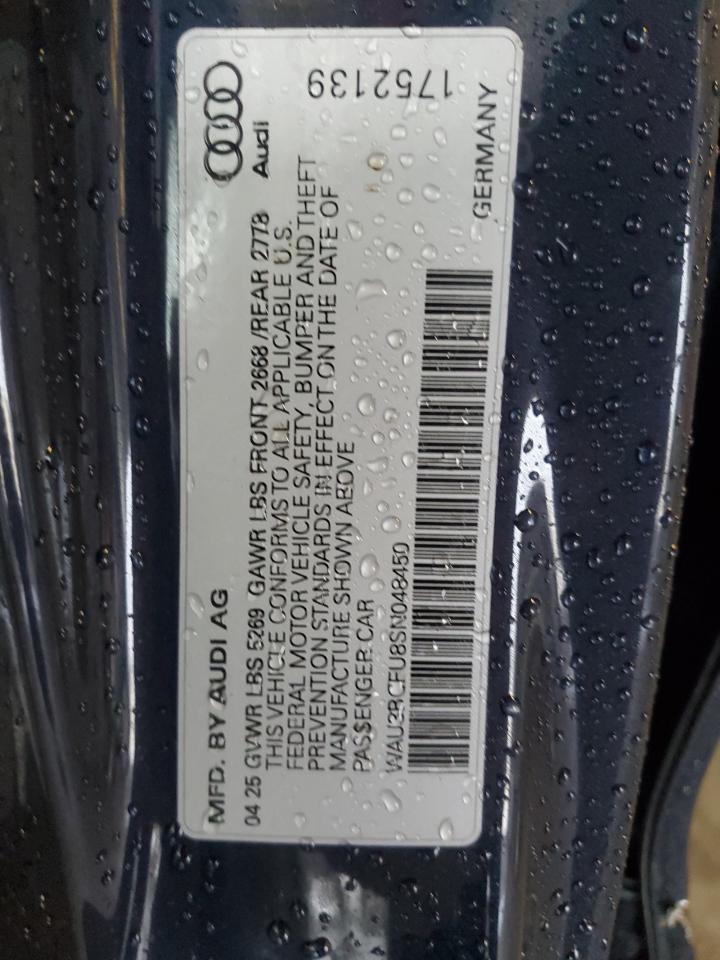 Audi
1752139
MFD. BY AUDI AG
04 25 GVWR LBS 5269 GAWR LBS FRONT 2668 /REAR 2778
THIS VEHICLE CONFORMS TO ALL APPLICABLE U.S.
FEDERAL MOTOR VEHICLE SAFETY, BUMPER AND THEFT
PREVENTION STANDARDS IN EFFECT ON THE DATE OF
MANUFACTURE SHOWN ABOVE
PASSENGER CAR
WAU3BCFU8SN048450
GERMANY